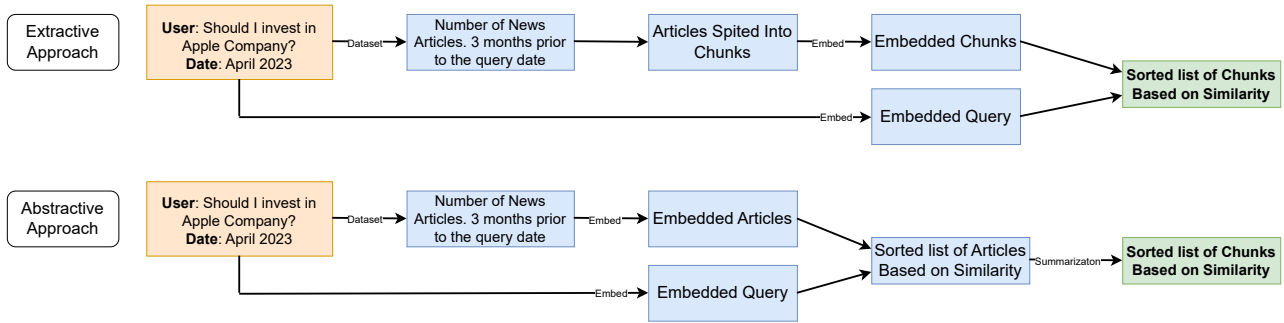 Extractive
Approach
User: Should I invest in
Apple Company?
Date: April 2023
Dataset
Number of News
Articles. 3 months prior
to the query date
Articles Spited Into
Chunks
Embed
Embedded Chunks
Embed
Embedded Query
Sorted list of Chunks
Based on Similarity
Abstractive
Approach
User: Should I invest in
Apple Company?
Date: April 2023
Dataset
Number of News
Articles. 3 months prior
to the query date
Embed
Embedded Articles
Embed
Embedded Query
Sorted list of Articles
Based on Similarity
Summarizaton
Sorted list of Chunks
Based on Similarity